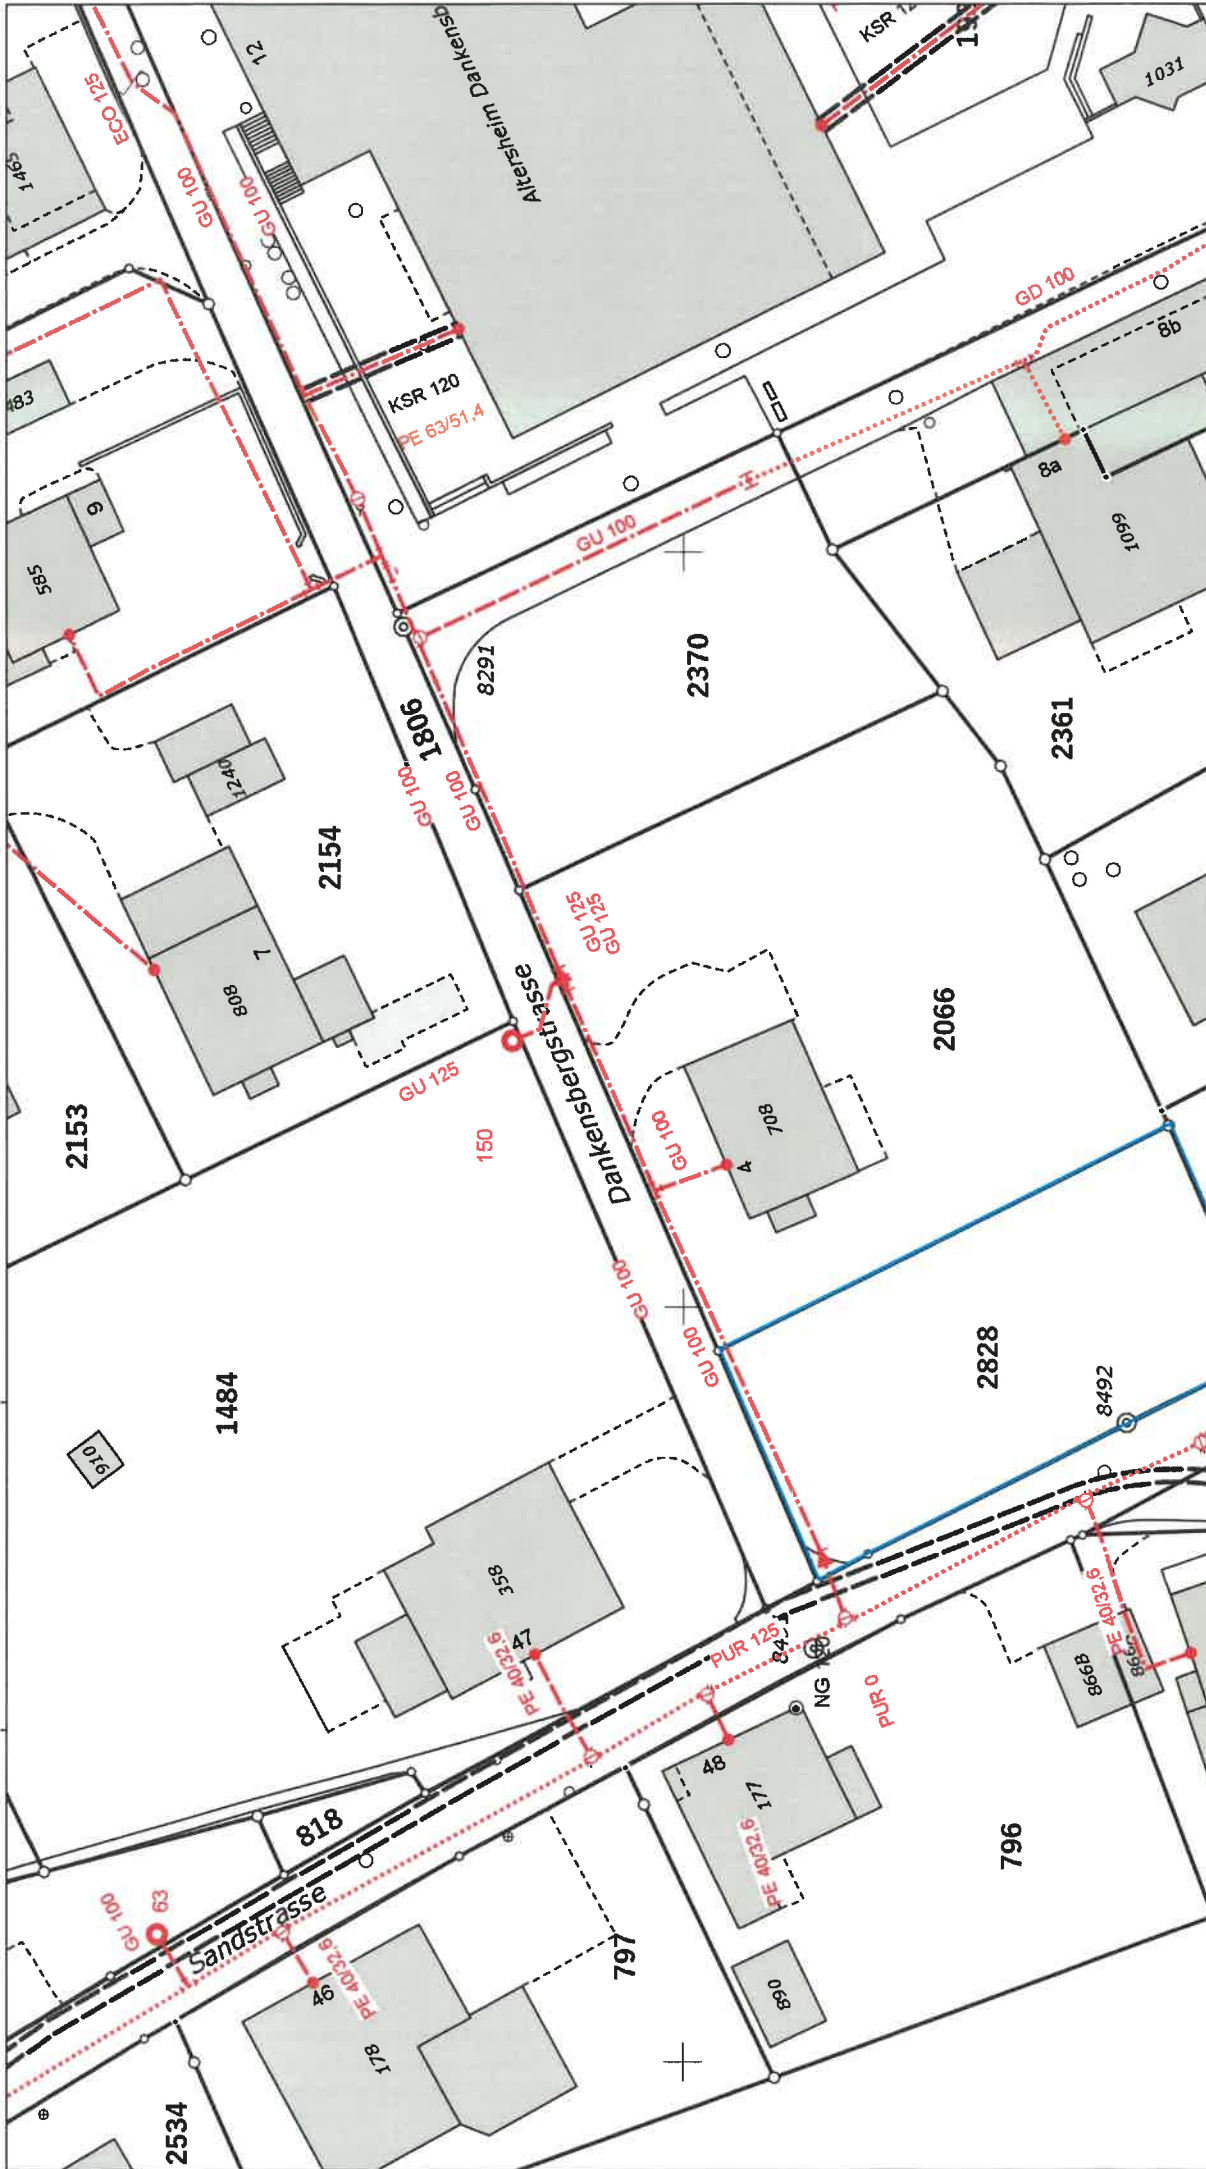 12
ECO 125
GU 100
GU 100
Altersheim Dankensb
KSR 12
1031
1465
483
9
585
KSR 120
PE 63/51,4
GD 100
8b
8a
1099
GU 100
8291
2370
2361
1806
GU 100
GU 100
1240
2154
7
808
2153
GU 125
GU 125
GU 125
150
Dankensbergstrasse
GU 100
708
4
2066
GU 100
GU 100
2828
8492
1484
910
358
47
PE 40/32,6
PUR 125
NG
PUR 0
PE 40/32,6
866B
48
177
PE 40/32,6
796
818
Sandstrasse
GU 100
63
46
PE 40/32,6
178
797
890
2534